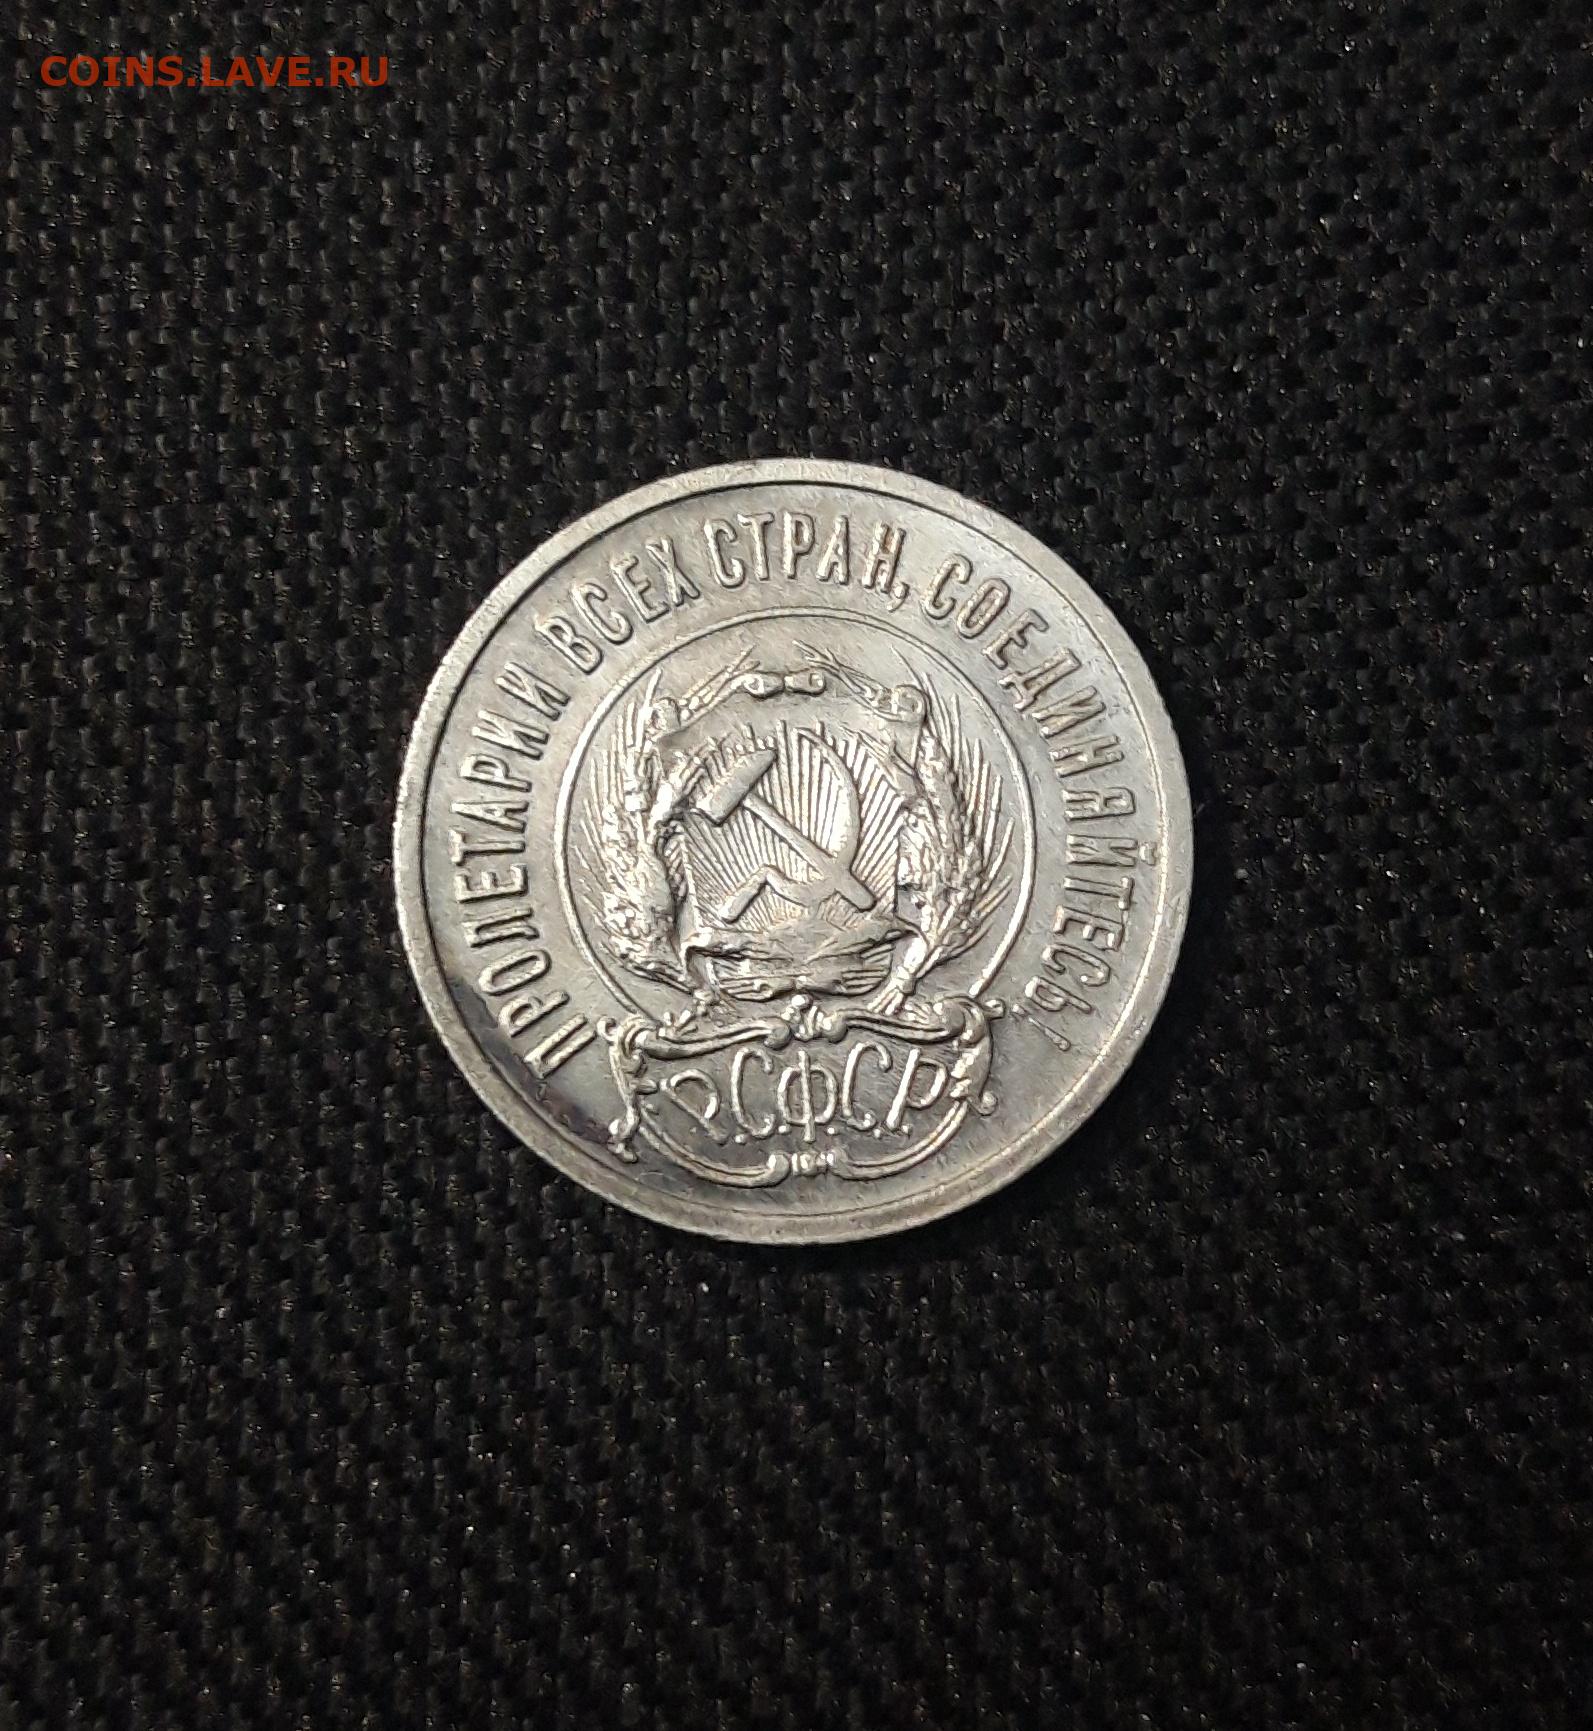 COINS.LAVE.RU
ПРОЛЕТАРИИ ВСЕХ СТРАН, СОЕДИНЯЙТЕСЬ!
Р.С.Ф.С.Р.